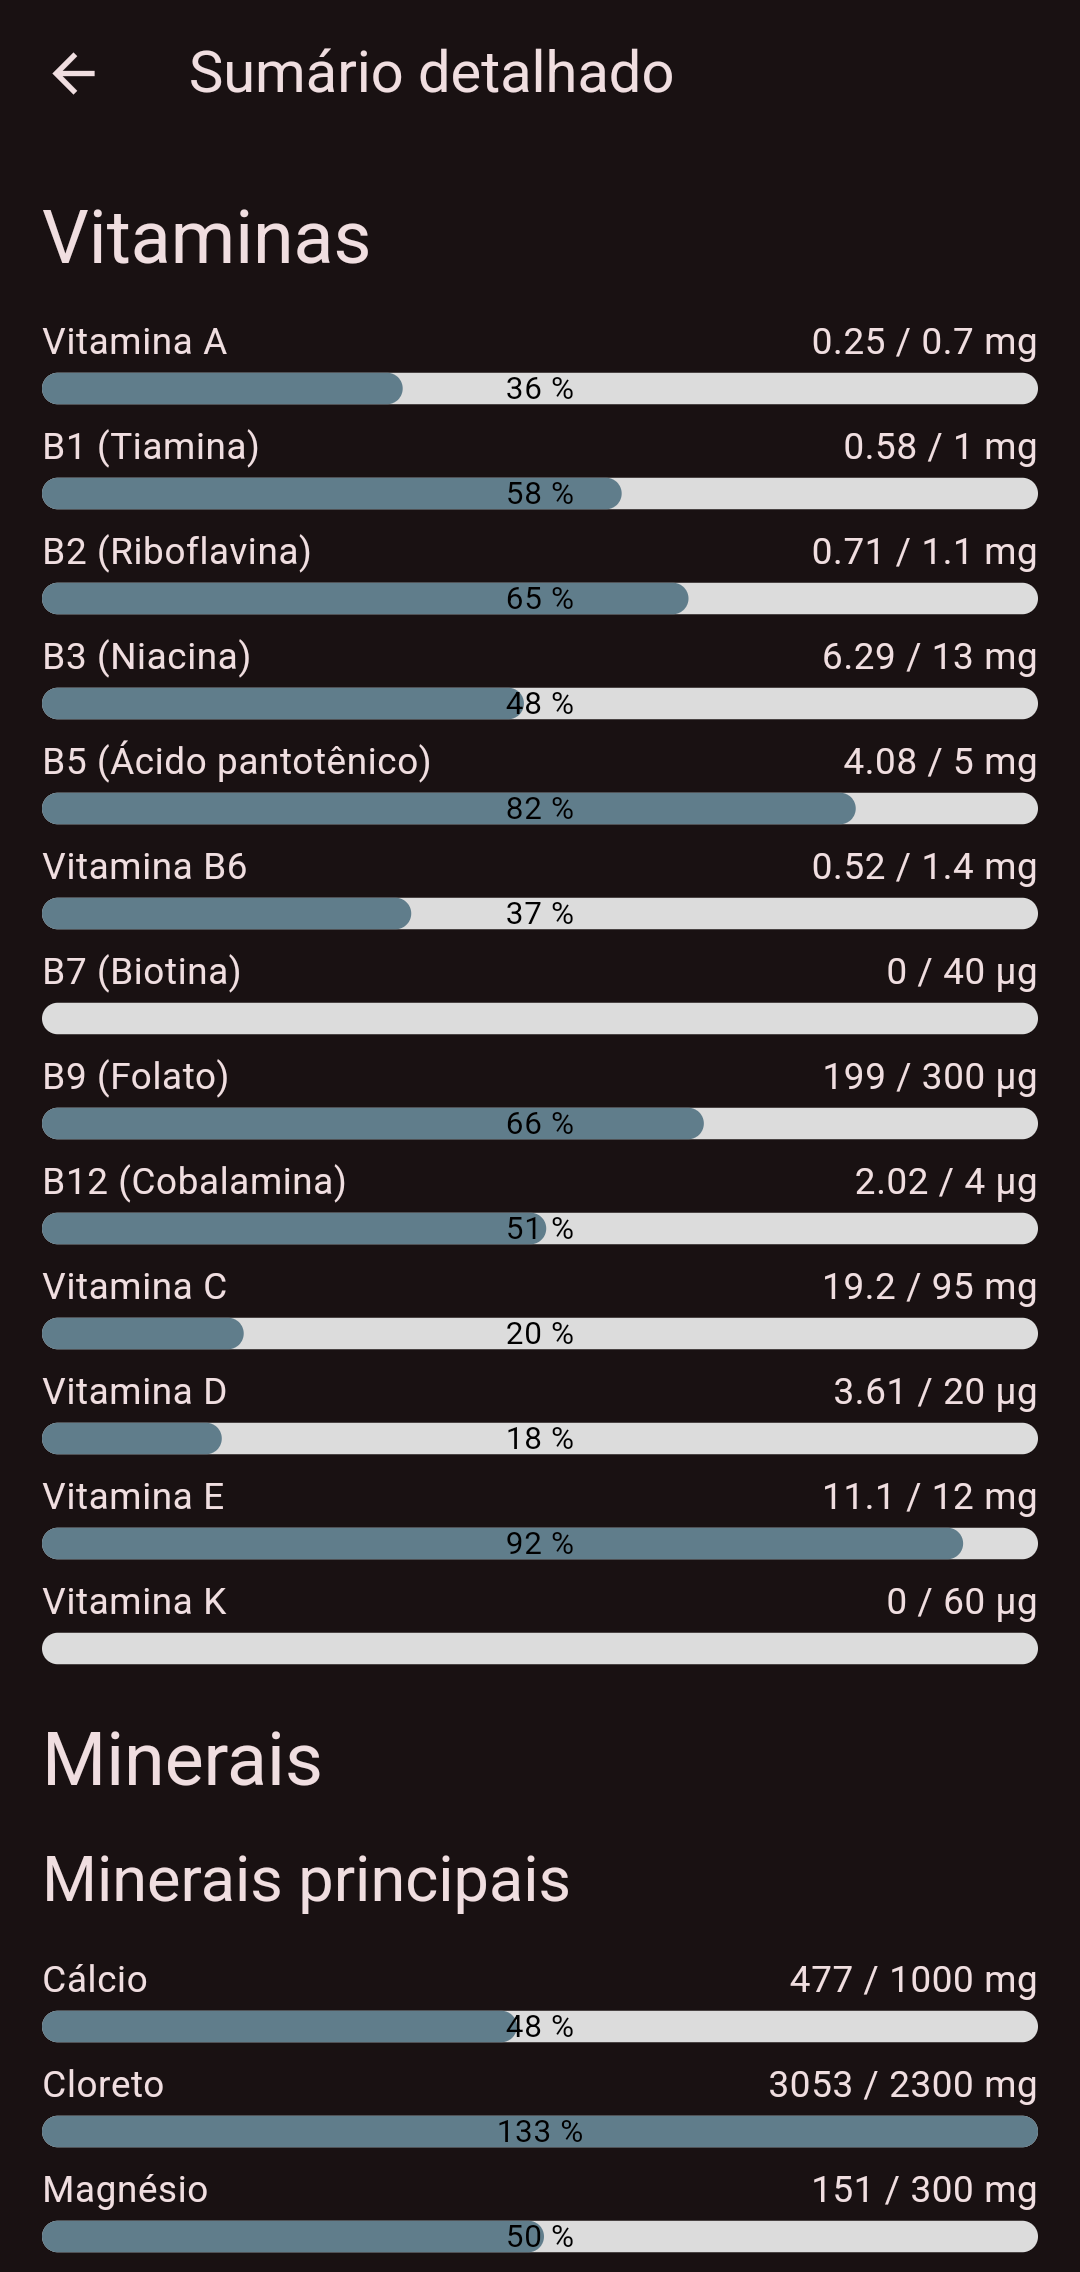 Sumário detalhado
Vitaminas
Vitamina A 0.25 / 0.7 mg
36 %
B1 (Tiamina) 0.58 / 1 mg
58 %
B2 (Riboflavina) 0.71 / 1.1 mg
65 %
B3 (Niacina) 6.29 / 13 mg
48 %
B5 (Ácido pantotênico) 4.08 / 5 mg
82 %
Vitamina B6 0.52 / 1.4 mg
37 %
B7 (Biotina) 0 / 40 µg
B9 (Folato) 199 / 300 µg
66 %
B12 (Cobalamina) 2.02 / 4 µg
51 %
Vitamina C 19.2 / 95 mg
20 %
Vitamina D 3.61 / 20 µg
18 %
Vitamina E 11.1 / 12 mg
92 %
Vitamina K 0 / 60 µg
Minerais
Minerais principais
Cálcio 477 / 1000 mg
48 %
Cloreto 3053 / 2300 mg
133 %
Magnésio 151 / 300 mg
50 %